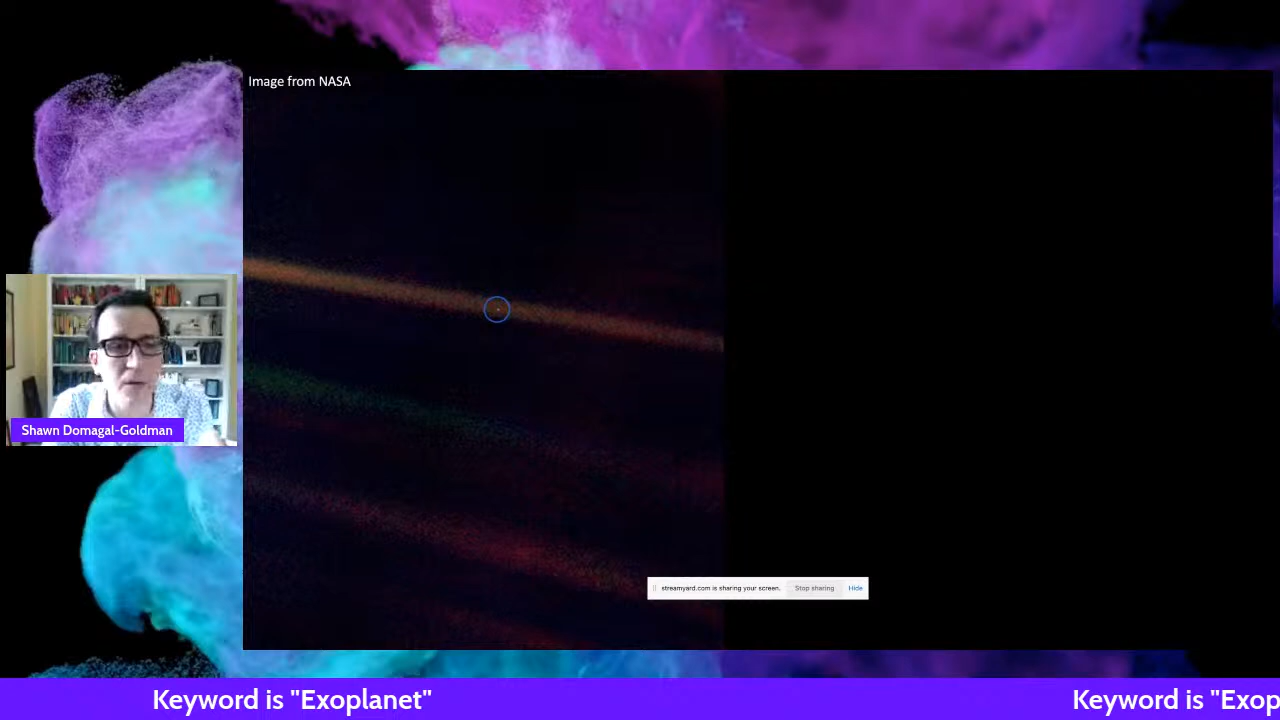 Image from NASA
Shawn Domagal-Goldman
streamyard.com is sharing your screen. Stop sharing Hide
Keyword is "Exoplanet" Keyword is "Exop